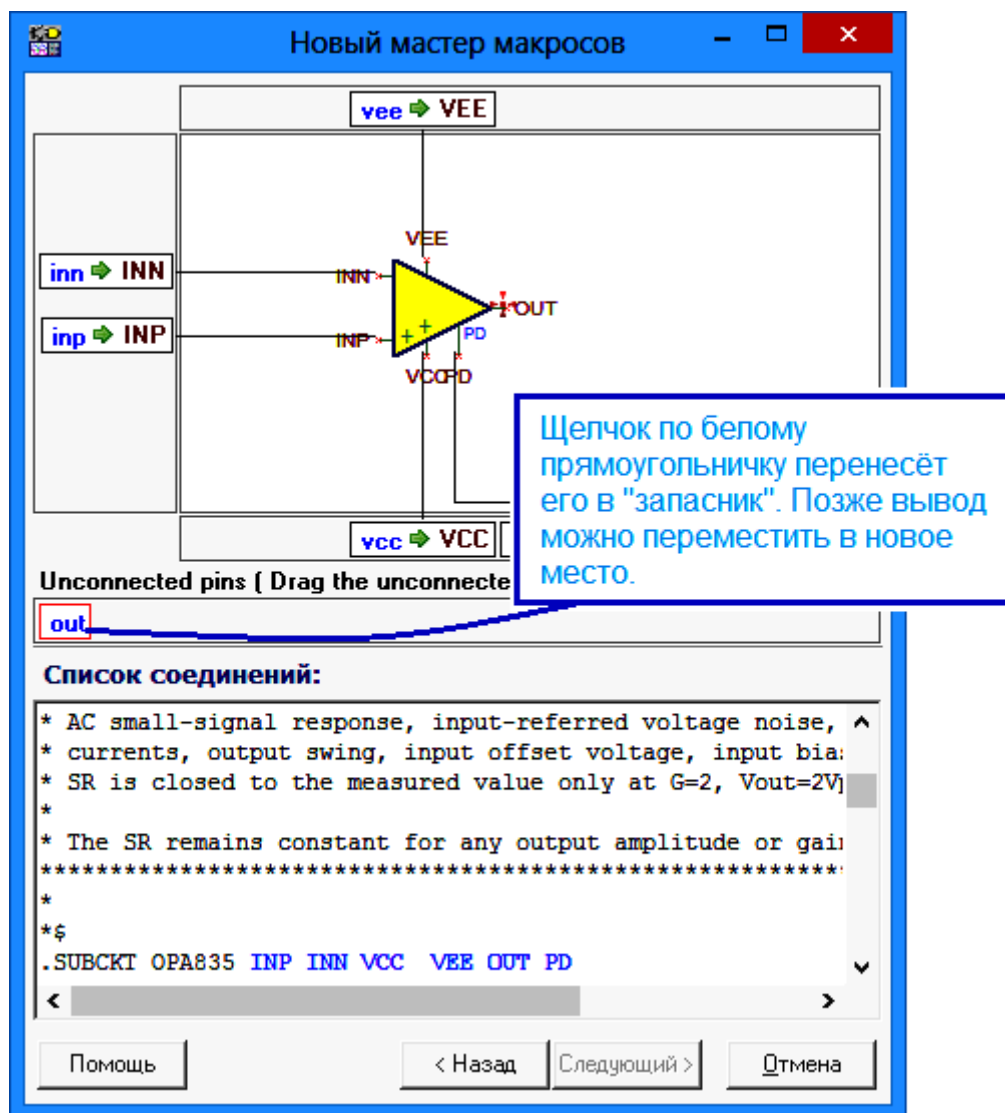 Новый мастер макросов
vee VEE
VEE
inn INN
INN
OUT
inp INP
INP
PD
VCC
PD
Щелчок по белому
прямоугольничку перенесёт
его в "запасник". Позже вывод
можно переместить в новое
место.
vcc VCC
Unconnected pins ( Drag the unconnecte
out
Список соединений:
* AC small-signal response, input-referred voltage noise,
* currents, output swing, input offset voltage, input bia
* SR is closed to the measured value only at G=2, Vout=2V
*
* The SR remains constant for any output amplitude or gai
**********************************************************
*
*$
.SUBCKT OPA835 INP INN VCC  VEE OUT PD
Помощь
< Назад
Следующий >
Отмена